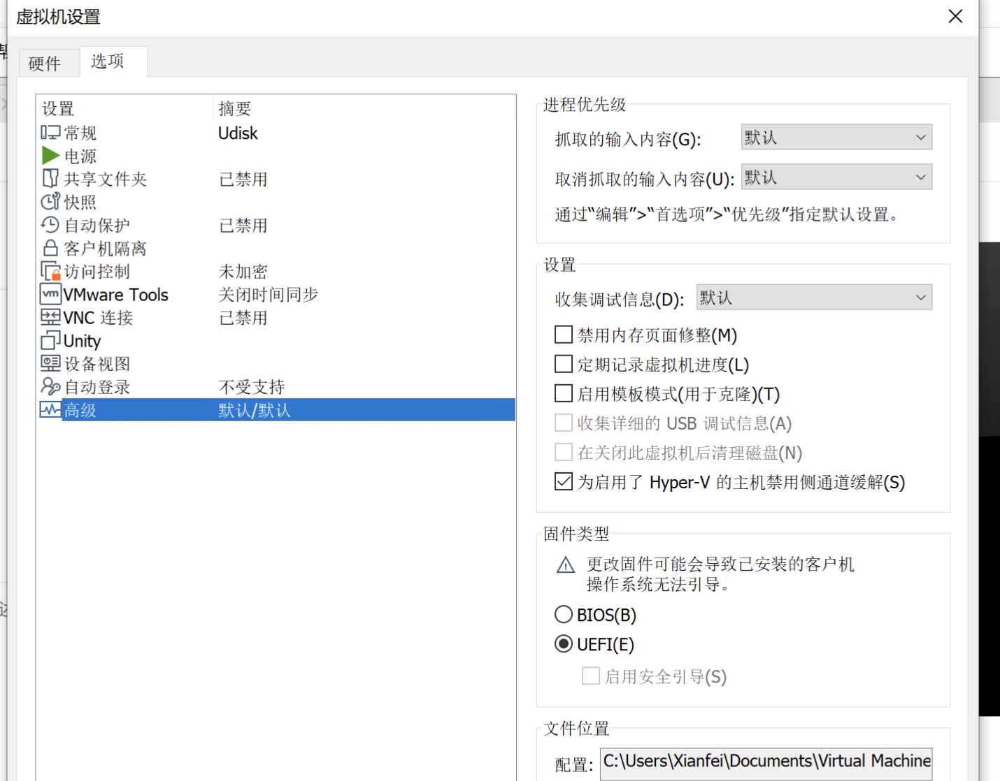 虚拟机设置
硬件
选项
设置 摘要
常规 Udisk
电源
共享文件夹 已禁用
快照
自动保护 已禁用
客户机隔离
访问控制 未加密
vm VMware Tools 关闭时间同步
VNC 连接 已禁用
Unity
设备视图
自动登录 不受支持
高级 默认/默认
进程优先级
抓取的输入内容(G): 默认
取消抓取的输入内容(U): 默认
通过“编辑”>“首选项”>“优先级”指定默认设置。
设置
收集调试信息(D): 默认
禁用内存页面修整(M)
定期记录虚拟机进度(L)
启用模板模式(用于克隆)(T)
收集详细的 USB 调试信息(A)
在关闭此虚拟机后清理磁盘(N)
为启用了 Hyper-V 的主机禁用侧通道缓解(S)
固件类型
更改固件可能会导致已安装的客户机
操作系统无法引导。
BIOS(B)
UEFI(E)
启用安全引导(S)
文件位置
配置: C:\Users\Xianfei\Documents\Virtual Machine